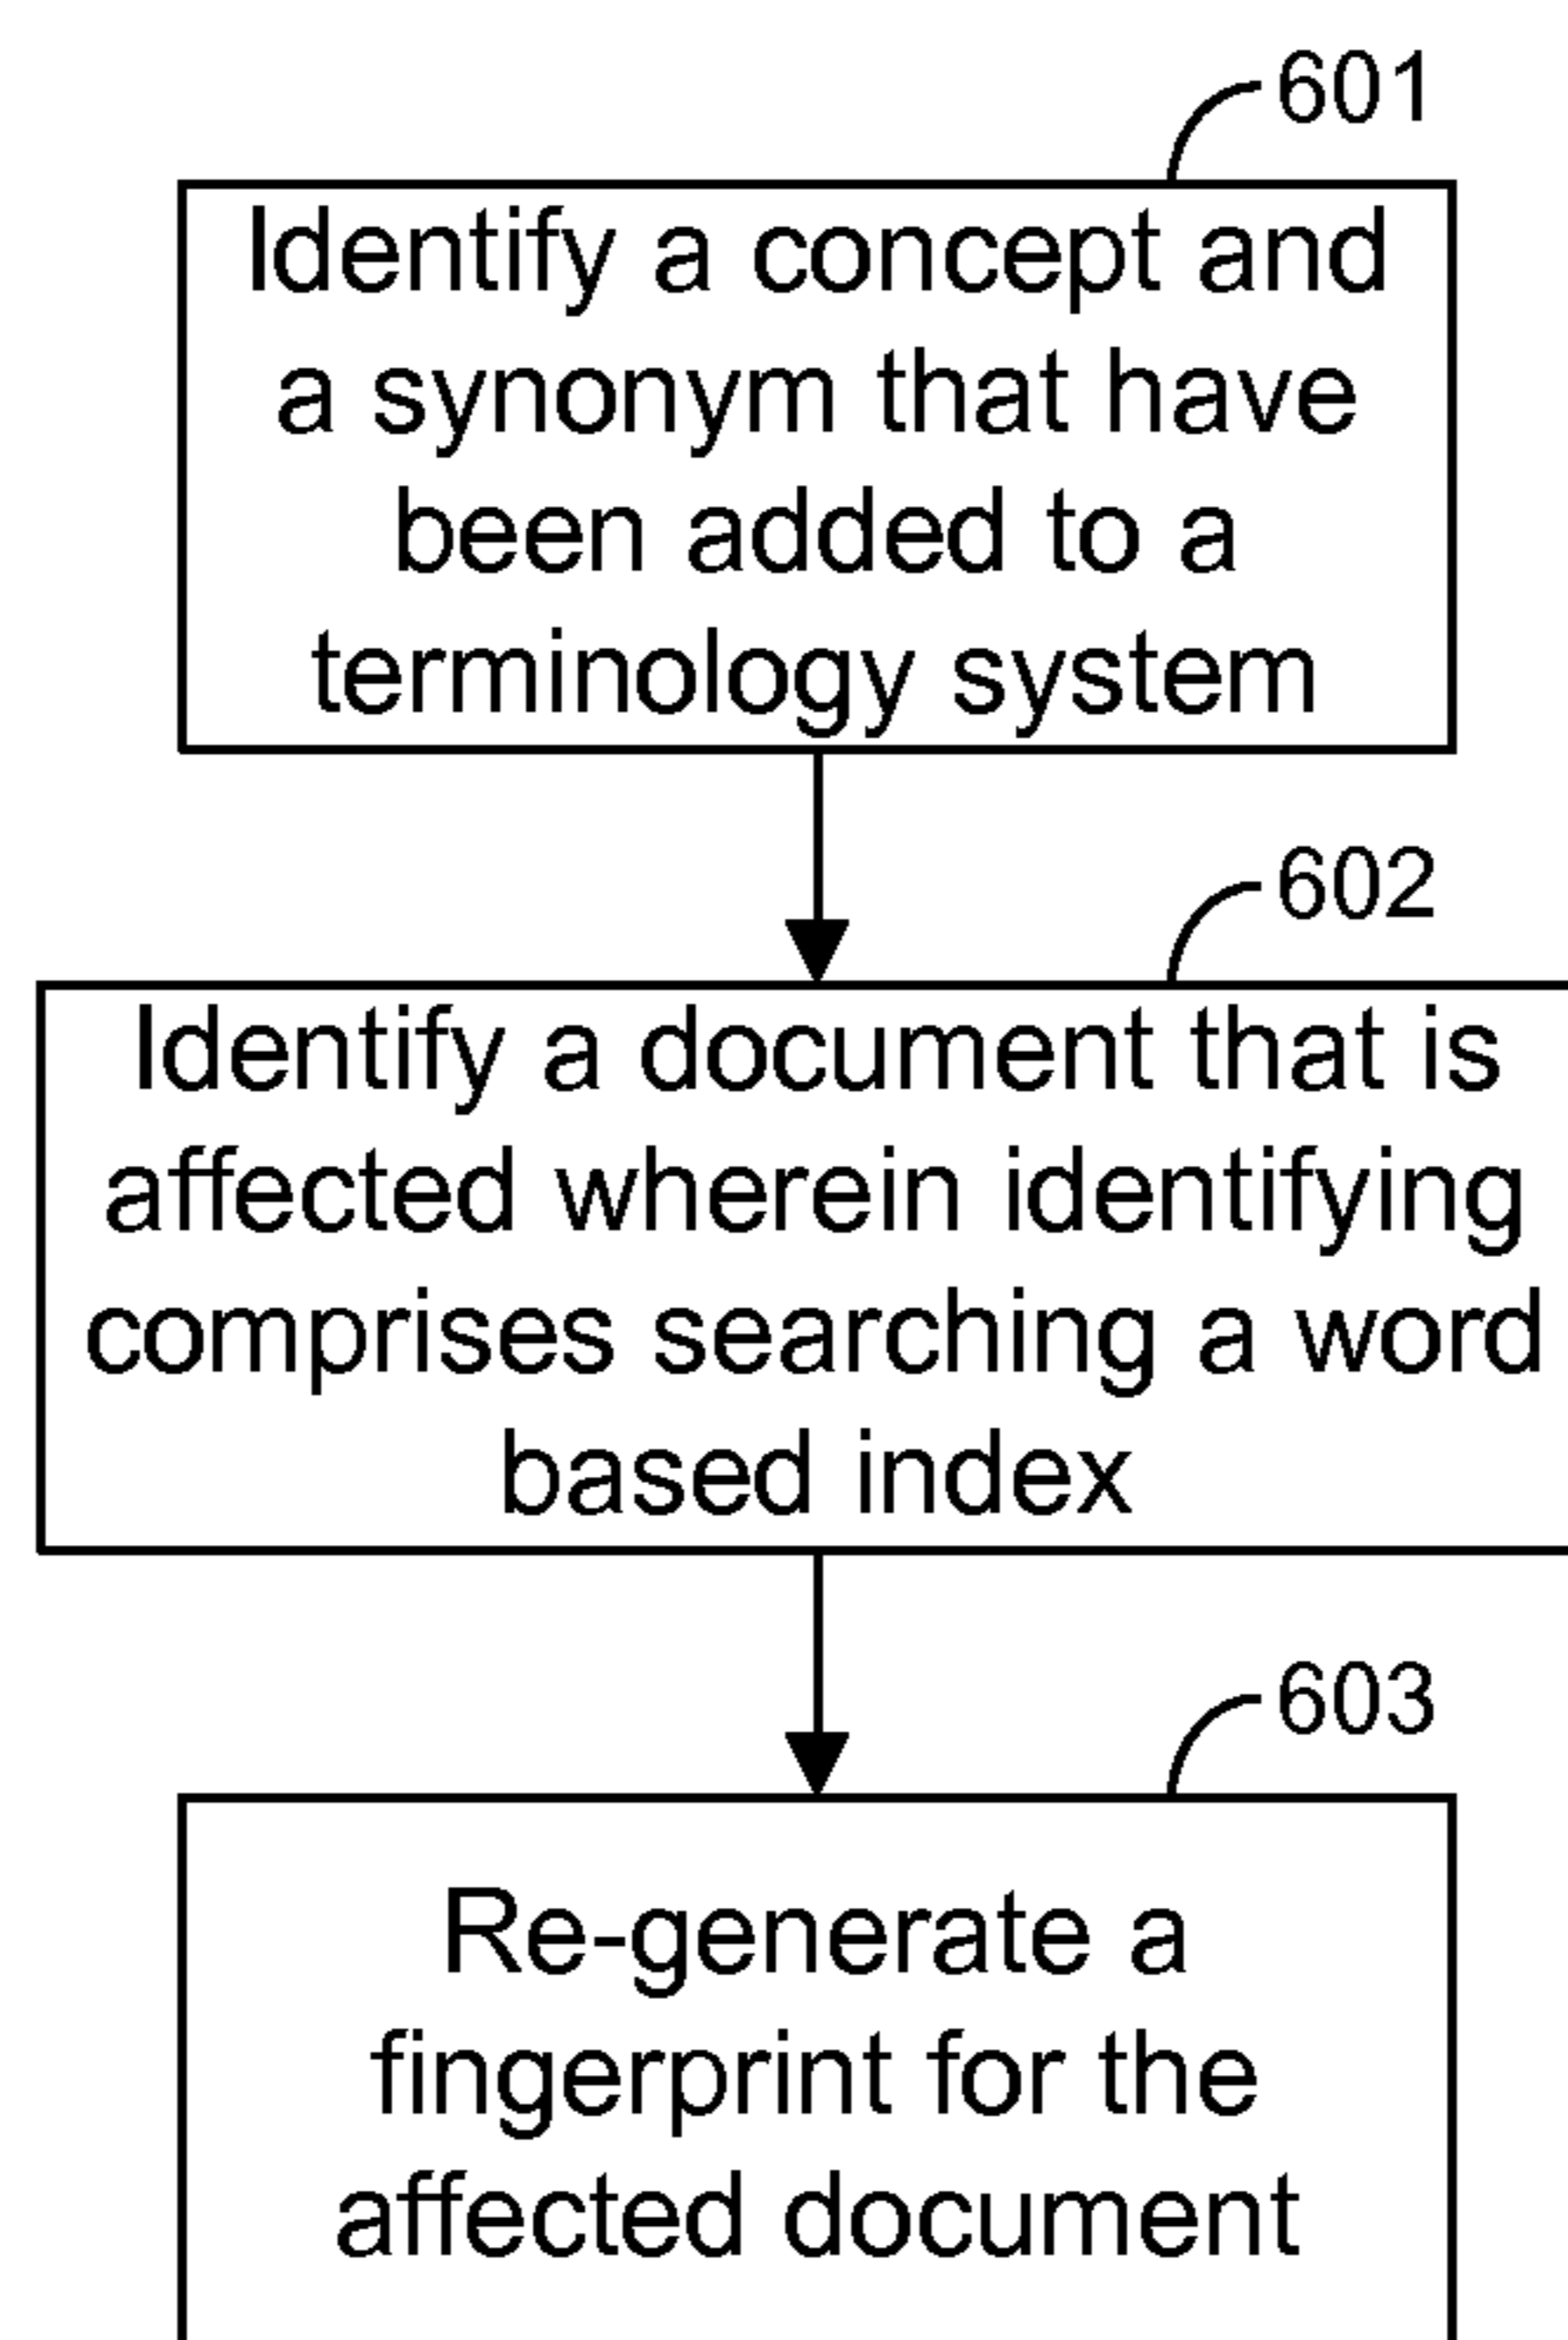 601
Identify a concept and
a synonym that have
been added to a
terminology system
602
Identify a document that is
affected wherein identifying
comprises searching a word
based index
603
Re-generate a
fingerprint for the
affected document